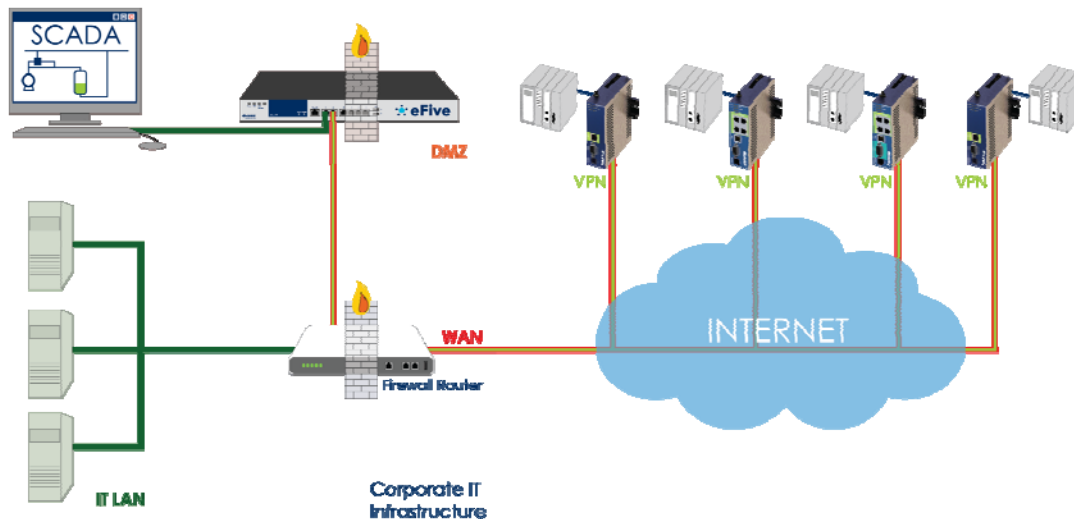 SCADA
eFive
DMZ
VPN
VPN
VPN
VPN
INTERNET
WAN
Firewall Router
IT LAN
Corporate IT
Infrastructure